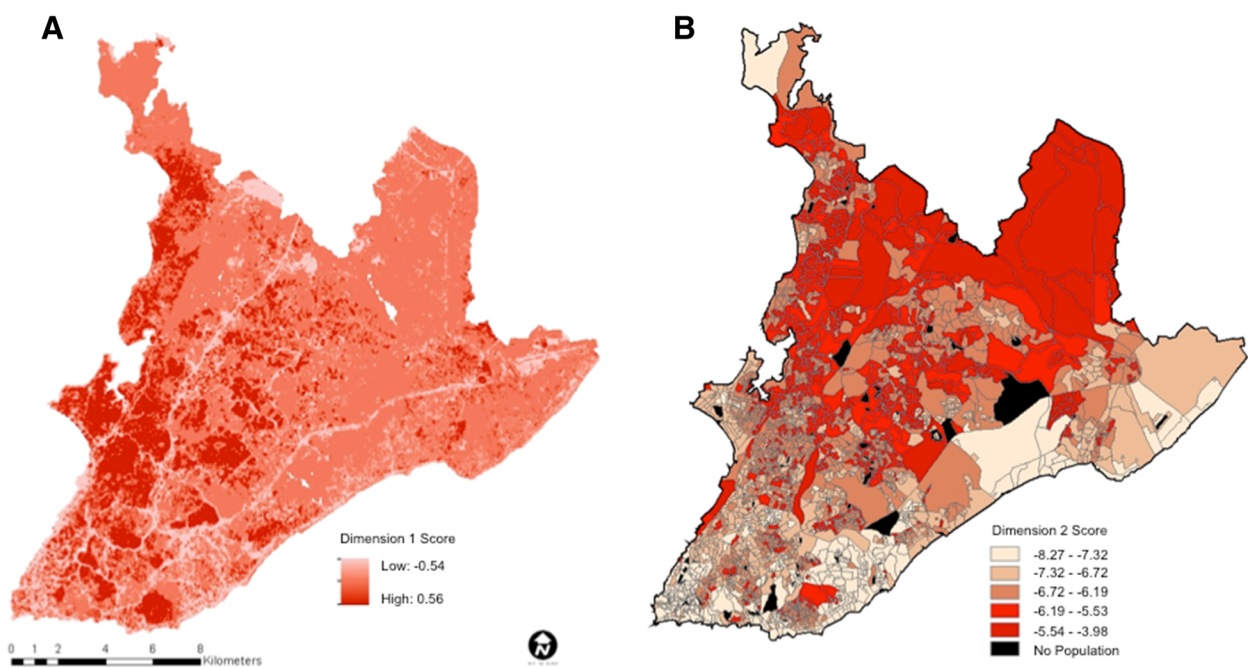 A
B
Dimension 1 Score
Low: -0.54
High: 0.56
0 1 2 4 6 8
Kilometers
N
Dimension 2 Score
-8.27 - -7.32
-7.32 - -6.72
-6.72 - -6.19
-6.19 - -5.53
-5.54 - -3.98
No Population